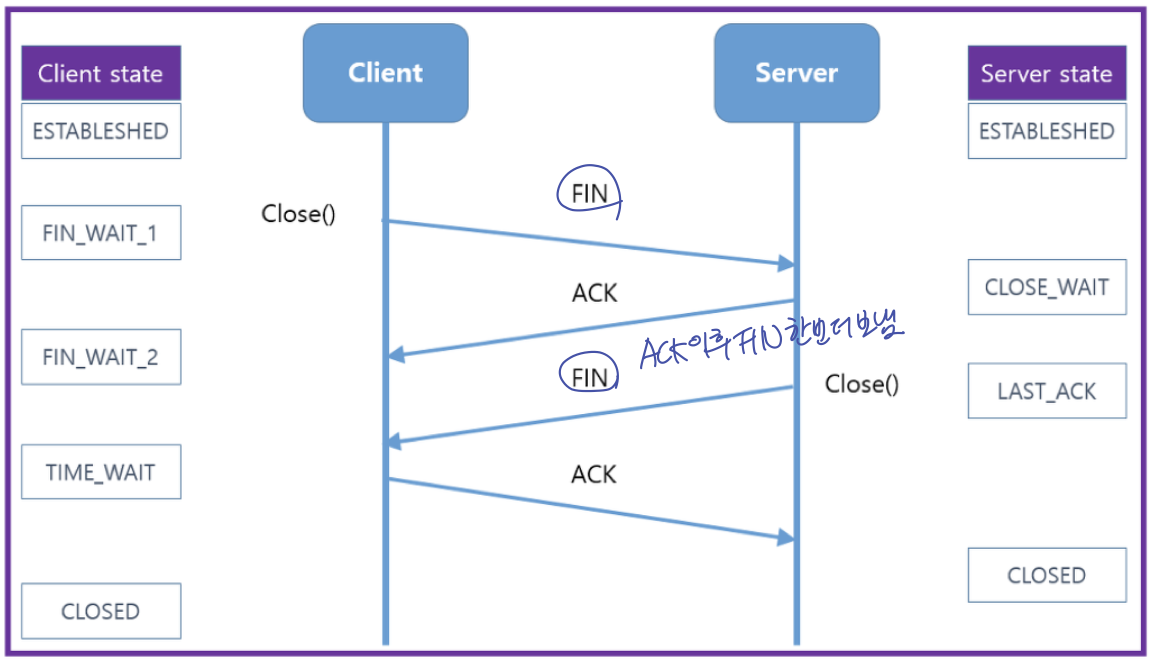 Client state
Client
Server
Server state
ESTABLESHED
ESTABLESHED
FIN
Close()
FIN_WAIT_1
CLOSE_WAIT
ACK
ACK이후 FIN 한번더보냄
FIN_WAIT_2
FIN
Close()
LAST_ACK
TIME_WAIT
ACK
CLOSED
CLOSED